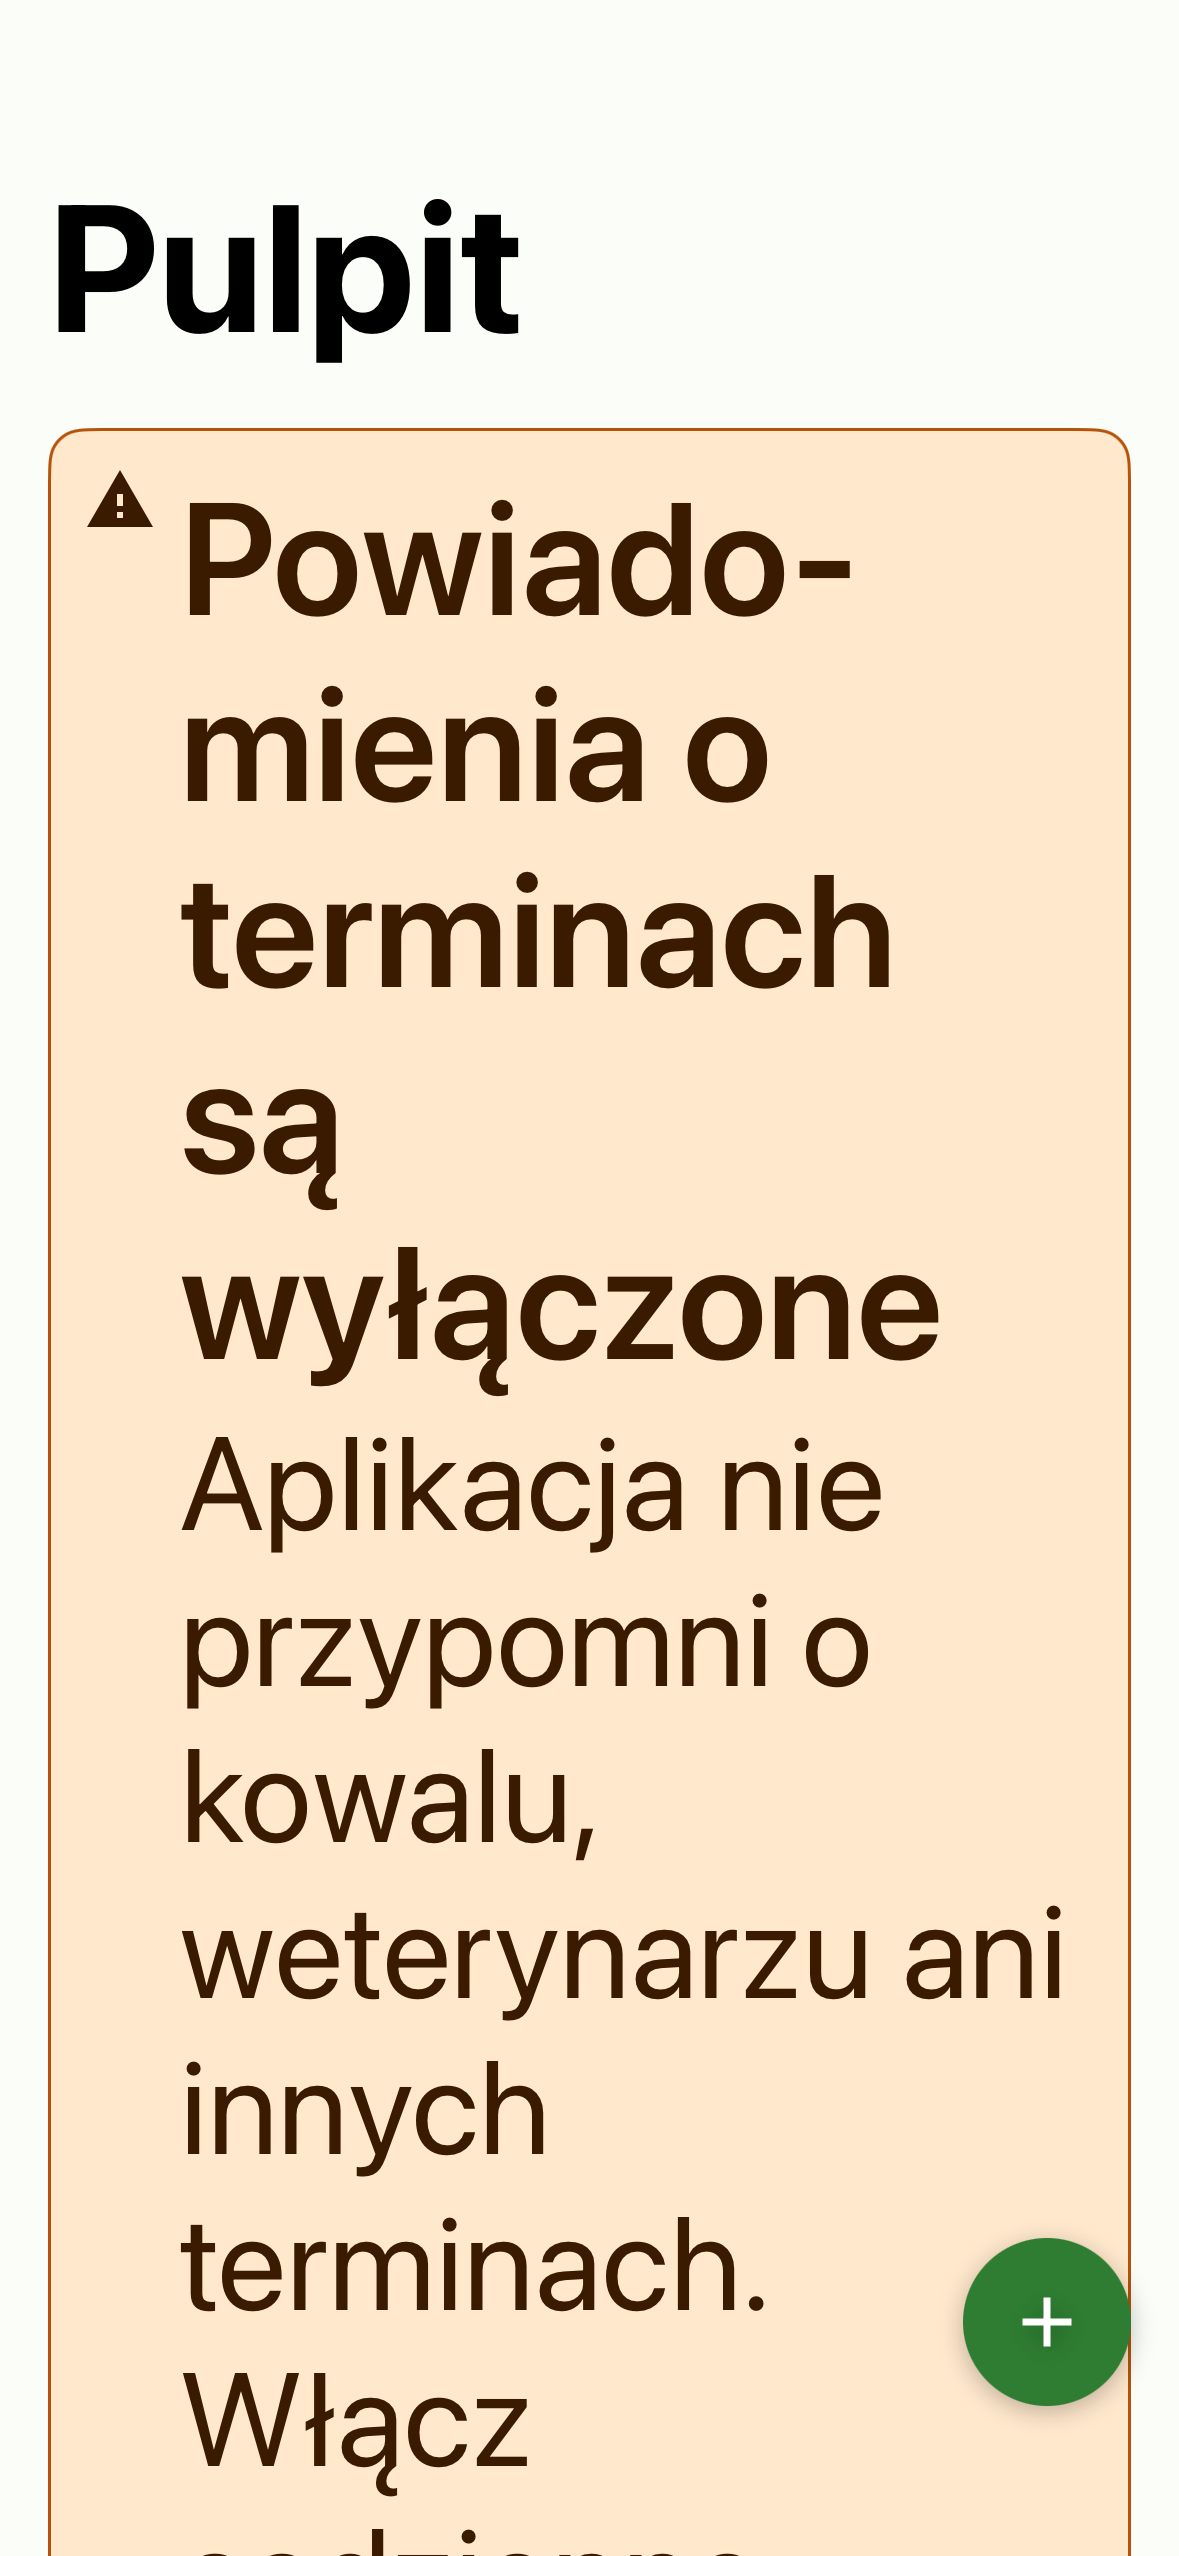 Pulpit
Powiado-
mienia o
terminach
są
wyłączone
Aplikacja nie
przypomni o
kowalu,
weterynarzu ani
innych
terminach.
Włącz